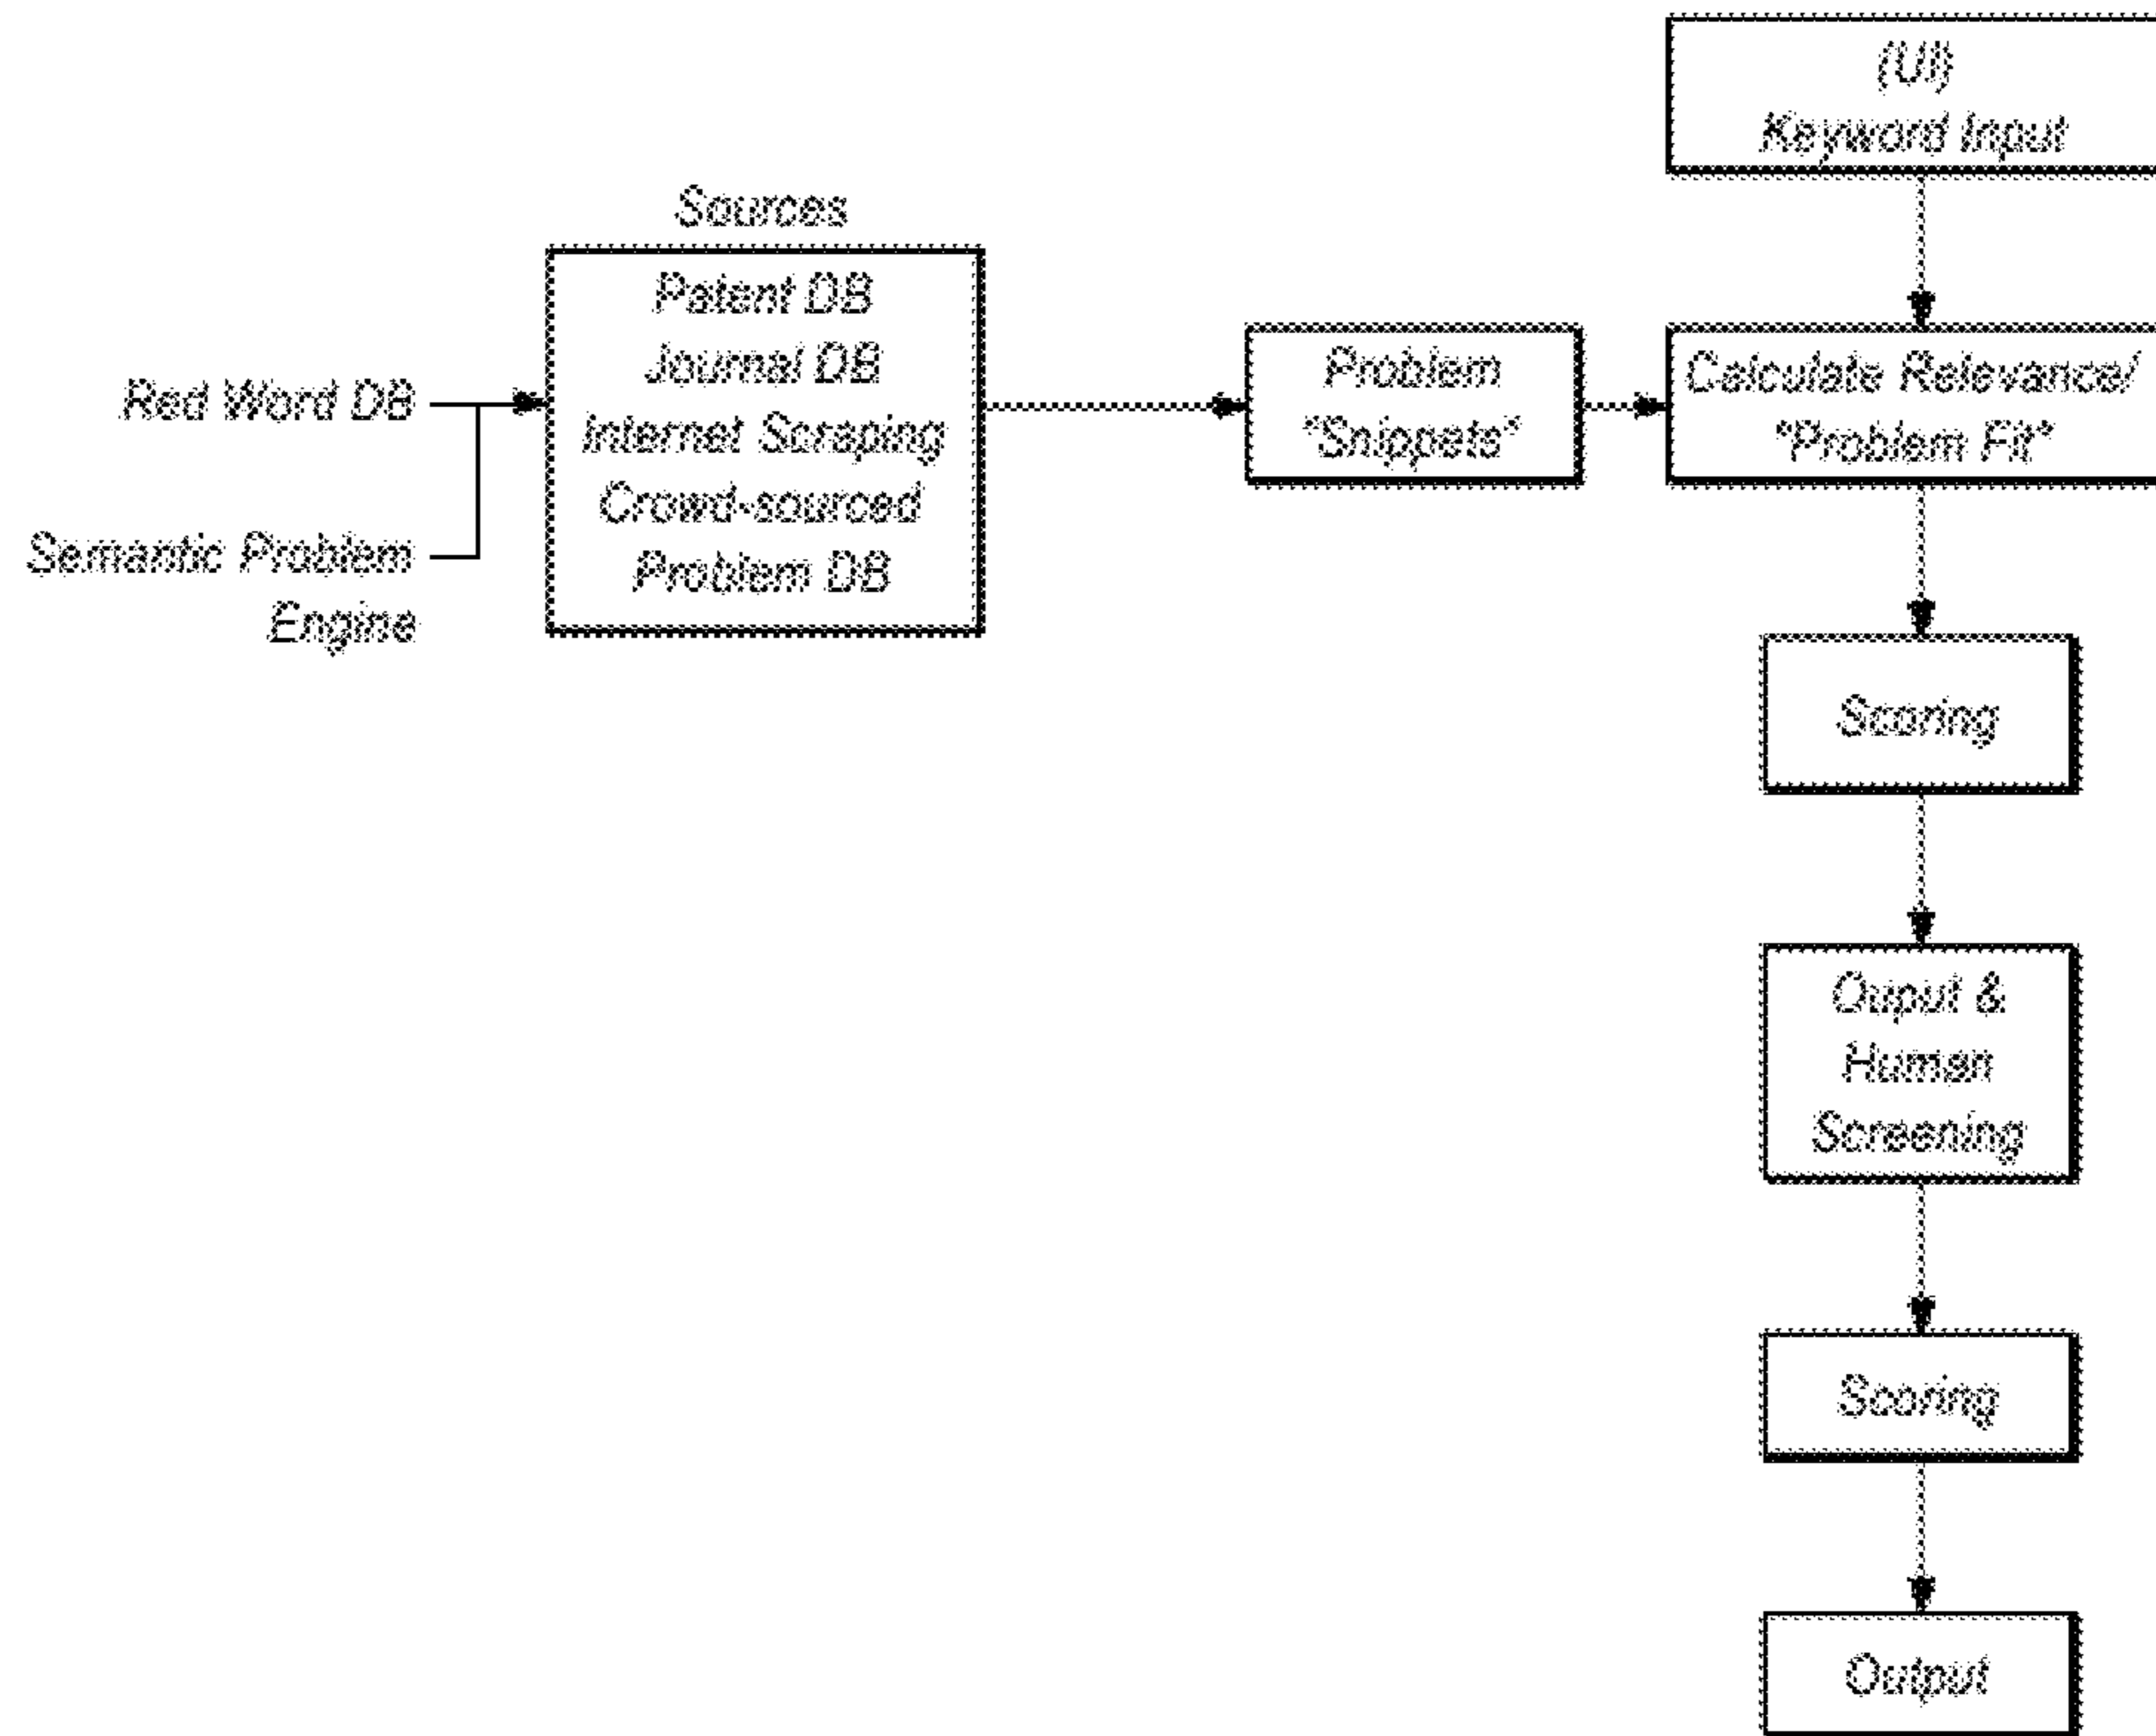 (UI)
Keyword Input
Sources
Patent DB
Journal DB
Internet Scraping
Crowd-sourced
Problem DB
Red Word DB
Semantic Problem
Engine
Problem
"Snippets"
Calculate Relevance/
"Problem Fit"
Scoring
Ouput &
Human
Screening
Scoring
Output